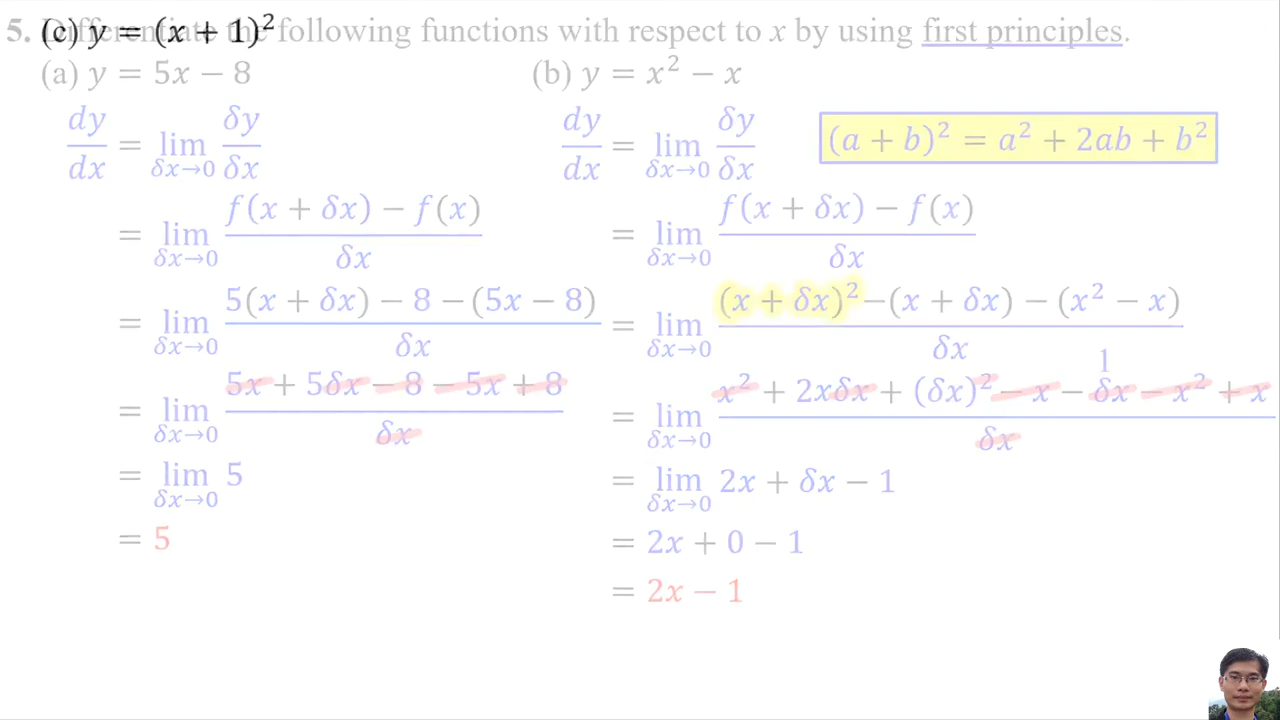 (c) y = (x + 1)²
5. Differentiate the following functions with respect to x by using first principles.
(a) y = 5x − 8
dy/dx = lim δx→0 δy/δx
= lim δx→0 f(x + δx) − f(x) / δx
= lim δx→0 5(x + δx) − 8 − (5x − 8) / δx
= lim δx→0 5x + 5δx − 8 − 5x + 8 / δx
= lim δx→0 5
= 5
(b) y = x² − x
dy/dx = lim δx→0 δy/δx
(a + b)² = a² + 2ab + b²
= lim δx→0 f(x + δx) − f(x) / δx
= lim δx→0 (x + δx)² −(x + δx) − (x² − x) / δx
1
= lim δx→0 x² + 2xδx + (δx)² − x − δx − x² + x / δx
= lim δx→0 2x + δx − 1
= 2x + 0 − 1
= 2x − 1